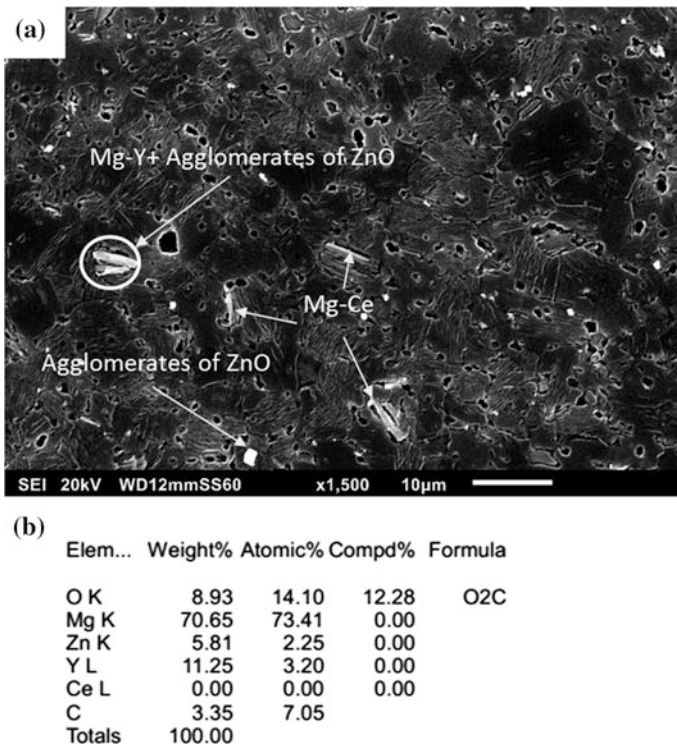 (a)
Mg-Y+ Agglomerates of ZnO
Mg-Ce
Agglomerates of ZnO
SEI 20kV WD12mmSS60 x1,500 10μm
(b)
Elem... Weight% Atomic% Compd% Formula
O K 8.93 14.10 12.28 O2C
Mg K 70.65 73.41 0.00
Zn K 5.81 2.25 0.00
Y L 11.25 3.20 0.00
Ce L 0.00 0.00 0.00
C 3.35 7.05
Totals 100.00